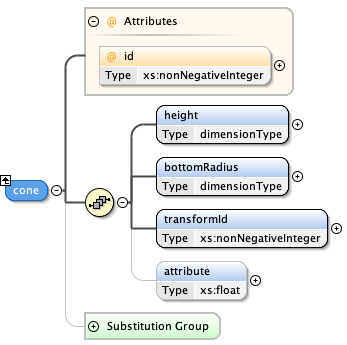 @ Attributes
@ id
Type xs:nonNegativeInteger
height
Type dimensionType
bottomRadius
Type dimensionType
cone
transformId
Type xs:nonNegativeInteger
attribute
Type xs:float
Substitution Group